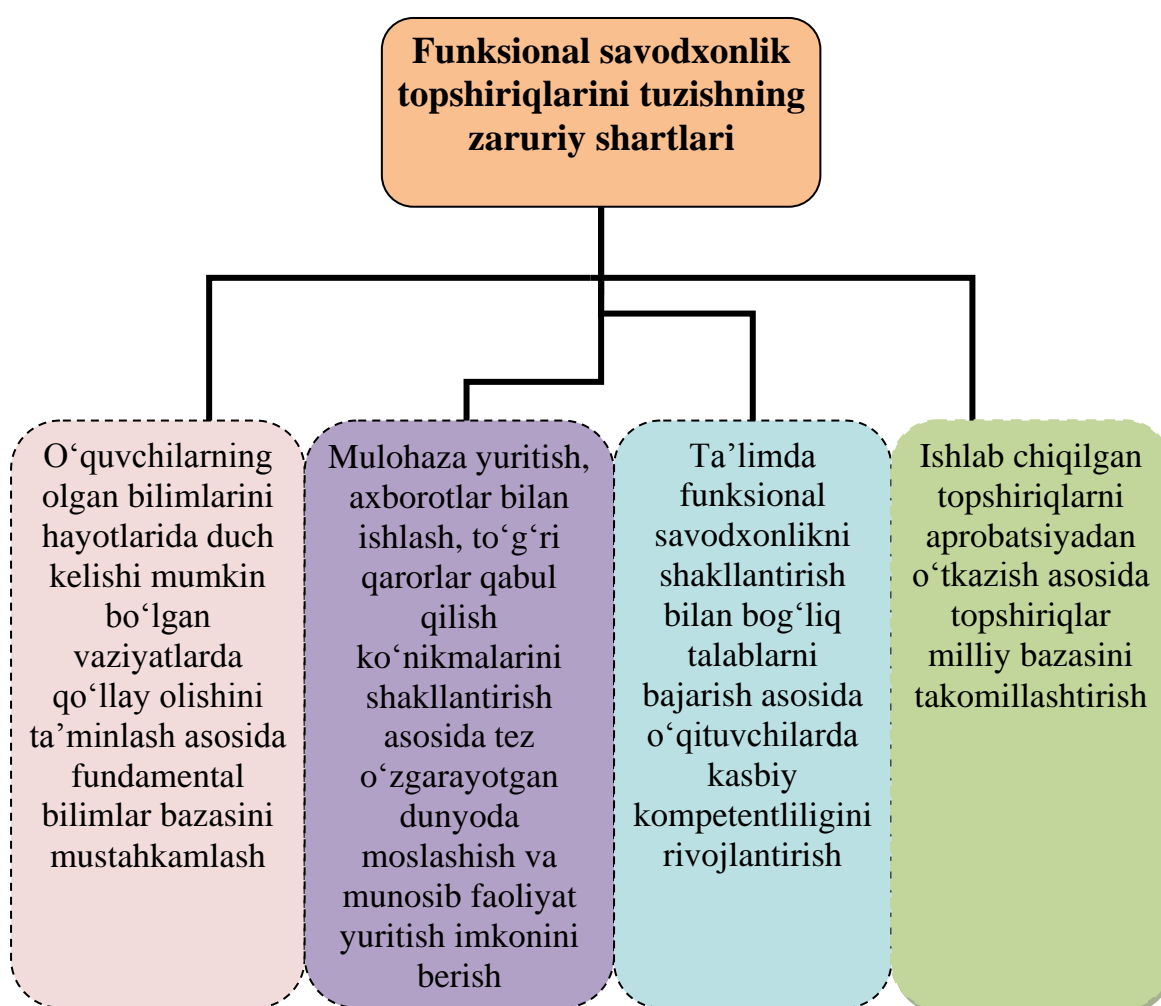 Funksional savodxonlik
topshiriqlarini tuzishning
zaruriy shartlari
O‘quvchilarning
olgan bilimlarini
hayotlarida duch
kelishi mumkin
bo‘lgan
vaziyatlarda
qo‘llay olishini
ta’minlash asosida
fundamental
bilimlar bazasini
mustahkamlash
Mulohaza yuritish,
axborotlar bilan
ishlash, to‘g‘ri
qarorlar qabul
qilish
ko‘nikmalarini
shakllantirish
asosida tez
o‘zgarayotgan
dunyoda
moslashish va
munosib faoliyat
yuritish imkonini
berish
Ta’limda
funksional
savodxonlikni
shakllantirish
bilan bog‘liq
talablarni
bajarish asosida
o‘qituvchilarda
kasbiy
kompetentliligini
rivojlantirish
Ishlab chiqilgan
topshiriqlarni
aprobatsiyadan
o‘tkazish asosida
topshiriqlar
milliy bazasini
takomillashtirish